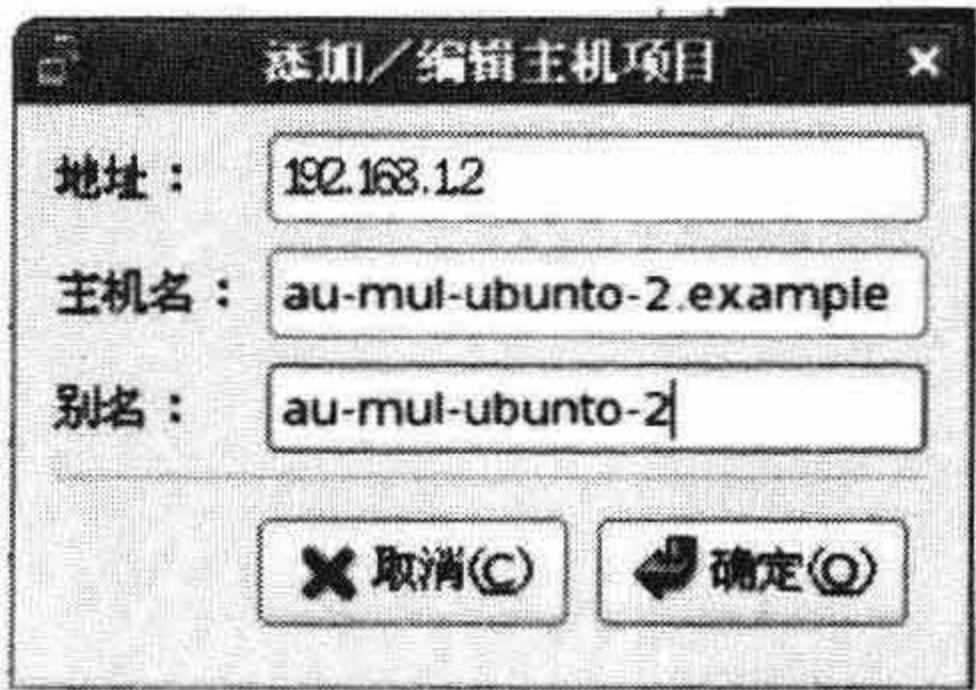 添加／编辑主机项目
地址：
192.168.1.2
主机名：
au-mul-ubunto-2.example
别名：
au-mul-ubunto-2
取消(C)
确定(O)